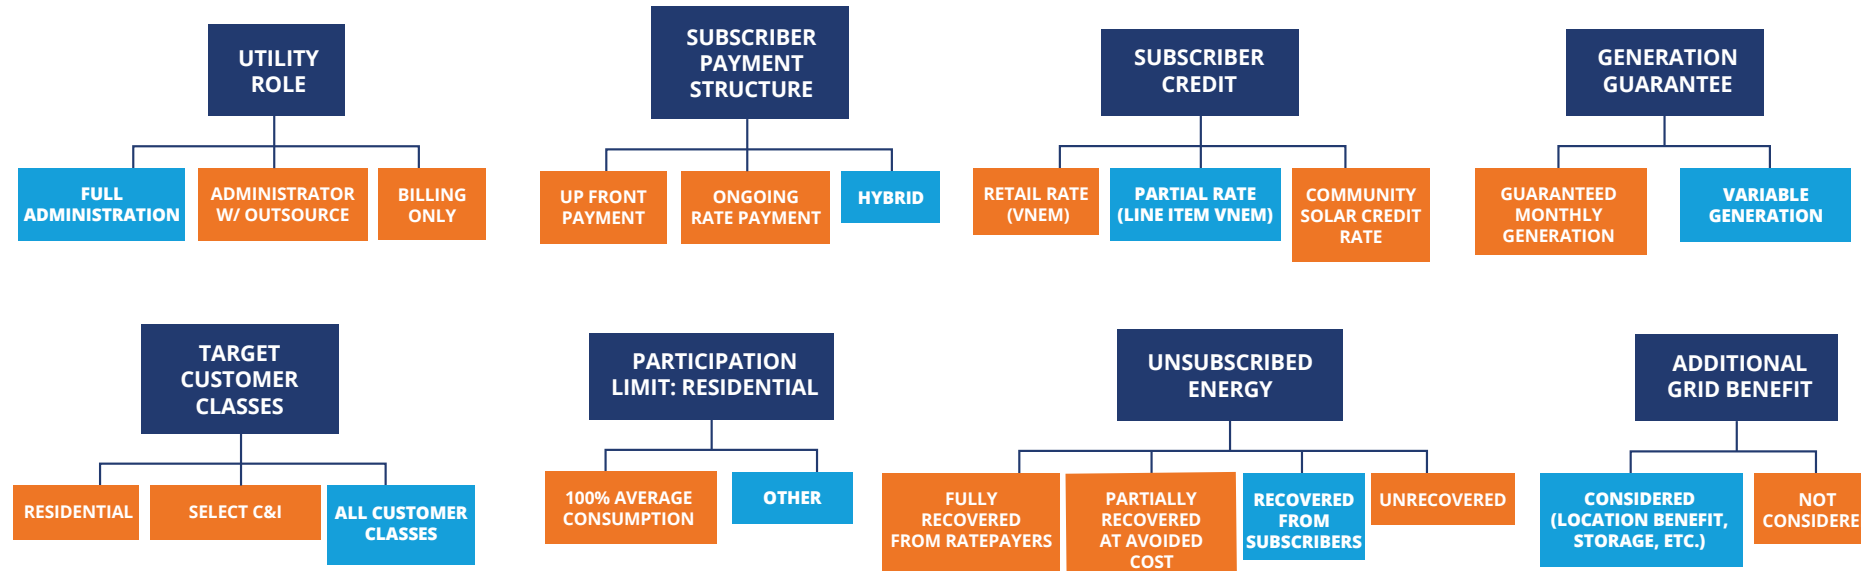 UTILITY
ROLE
FULL
ADMINISTRATION
ADMINISTRATOR
W/ OUTSOURCE
BILLING
ONLY
SUBSCRIBER
PAYMENT
STRUCTURE
UP FRONT
PAYMENT
ONGOING
RATE PAYMENT
HYBRID
SUBSCRIBER
CREDIT
RETAIL RATE
(VNEM)
PARTIAL RATE
(LINE ITEM VNEM)
COMMUNITY
SOLAR CREDIT
RATE
GENERATION
GUARANTEE
GUARANTEED
MONTHLY
GENERATION
VARIABLE
GENERATION
TARGET
CUSTOMER
CLASSES
RESIDENTIAL
SELECT C&I
ALL CUSTOMER
CLASSES
PARTICIPATION
LIMIT: RESIDENTIAL
100% AVERAGE
CONSUMPTION
OTHER
UNSUBSCRIBED
ENERGY
FULLY
RECOVERED
FROM RATEPAYERS
PARTIALLY
RECOVERED
AT AVOIDED
COST
RECOVERED
FROM
SUBSCRIBERS
UNRECOVERED
ADDITIONAL
GRID BENEFIT
CONSIDERED
(LOCATION BENEFIT,
STORAGE, ETC.)
NOT
CONSIDERE